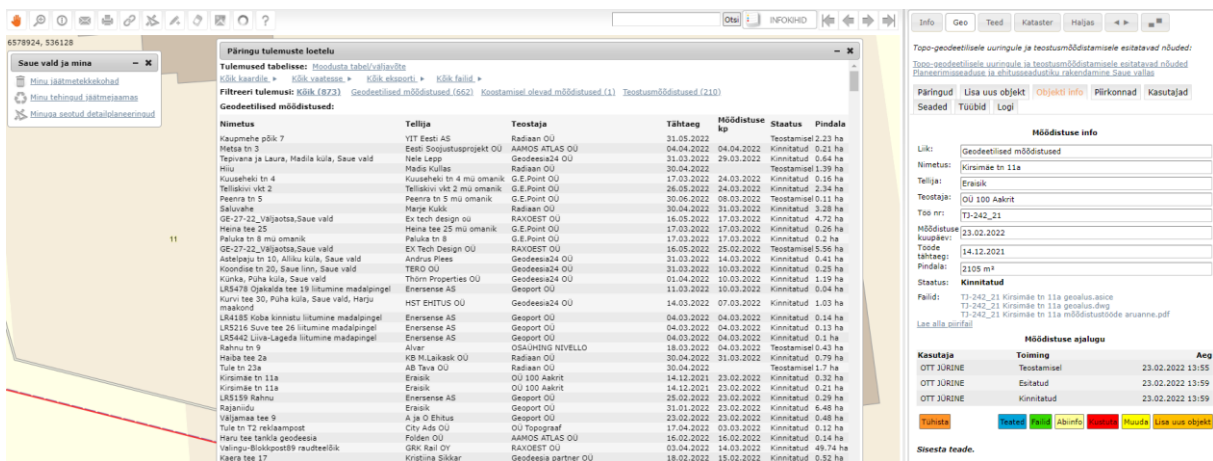 Otsi
i
INFOKIHID
6578924, 536128
Saue vald ja mina
Minu jäätmetekkekohad
Minu tehingud jäätmejaamas
Minuga seotud detailplaneeringud
11
Päringu tulemuste loetelu
Tulemused tabelisse: Moodusta tabel/väljavõte
Kõik kaardile Kõik vaatesse Kõik eksporti Kõik failid
Filtreeri tulemusi: Kõik (873) Geodeetilised mõõdistused (662) Koostamisel olevad mõõdistused (1) Teostusmõõdistused (210)
Geodeetilised mõõdistused:
Nimetus Tellija Teostaja Tähtaeg Mõõdistuse kp Staatus Pindala
Kaupmehe põik 7 YIT Eesti AS Radiaan OÜ 31.05.2022 Teostamisel 2.23 ha
Metsa tn 3 Eesti Soojustusprojekt OÜ AAMOS ATLAS OÜ 04.04.2022 04.04.2022 Kinnitatud 0.21 ha
Tepivana ja Laura, Madila küla, Saue vald Nele Lepp Geodeesia24 OÜ 31.03.2022 29.03.2022 Kinnitatud 0.64 ha
Hiiu Madis Kullas Radiaan OÜ 30.04.2022 Teostamisel 1.39 ha
Kuuseheki tn 4 Kuuseheki tn 4 mü omanik G.E.Point OÜ 17.03.2022 24.03.2022 Kinnitatud 0.16 ha
Telliskivi vkt 2 Telliskivi vkt 2 mü omanik G.E.Point OÜ 26.05.2022 24.03.2022 Kinnitatud 2.34 ha
Peenra tn 5 Peenra tn 5 mü omanik G.E.Point OÜ 30.06.2022 08.03.2022 Teostamisel 0.11 ha
Saluvahe Marje Kukk Radiaan OÜ 30.04.2022 31.03.2022 Kinnitatud 3.28 ha
GE-27-22_Väljaotsa,Saue vald Ex tech design oü RAXOEST OÜ 16.05.2022 17.03.2022 Kinnitatud 4.72 ha
Heina tee 25 Heina tee 25 mü omanik G.E.Point OÜ 17.03.2022 17.03.2022 Kinnitatud 0.26 ha
Paluka tn 8 mü omanik Paluka tn 8 G.E.Point OÜ 17.03.2022 17.03.2022 Kinnitatud 0.2 ha
GE-27-22_Väljaotsa,Saue vald EX Tech Design OÜ RAXOEST OÜ 16.05.2022 25.02.2022 Teostamisel 5.56 ha
Astelpaju tn 10, Alliku küla, Saue vald Andrus Plees Geodeesia24 OÜ 31.03.2022 14.03.2022 Kinnitatud 0.41 ha
Koondise tn 20, Saue linn, Saue vald TERO OÜ Geodeesia24 OÜ 31.03.2022 10.03.2022 Kinnitatud 0.25 ha
Künka, Püha küla, Saue vald Thörn Properties OÜ Geodeesia24 OÜ 01.04.2022 10.03.2022 Kinnitatud 1.19 ha
LR5478 Ojakalda tee 19 liitumine madalpingel Enersense AS Geoport OÜ 11.03.2022 10.03.2022 Kinnitatud 0.04 ha
Kurvi tee 30, Püha küla, Saue vald, Harju maakond HST EHITUS OÜ Geodeesia24 OÜ 14.03.2022 07.03.2022 Kinnitatud 1.03 ha
LR4185 Koba kinnistu liitumine madalpingel Enersense AS Geoport OÜ 04.03.2022 04.03.2022 Kinnitatud 0.14 ha
LR5216 Suve tee 26 liitumine madalpingel Enersense AS Geoport OÜ 04.03.2022 04.03.2022 Kinnitatud 0.13 ha
LR5442 Liiva-Lageda liitumine madalpingel Enersense AS Geoport OÜ 04.03.2022 04.03.2022 Kinnitatud 0.1 ha
Rahnu tn 9 Alvar OSAÜHING NIVELLO 18.03.2022 04.03.2022 Teostamisel 0.43 ha
Haiba tee 2a KB M.Laikask OÜ Radiaan OÜ 30.04.2022 31.03.2022 Kinnitatud 0.79 ha
Tule tn 23a AB Tava OÜ Radiaan OÜ 30.04.2022 Teostamisel 1.7 ha
Kirsimäe tn 11a Eraisik OÜ 100 Aakrit 14.12.2021 23.02.2022 Kinnitatud 0.32 ha
Kirsimäe tn 11a Eraisik OÜ 100 Aakrit 14.12.2021 23.02.2022 Kinnitatud 0.21 ha
LR5159 Rahnu Enersense AS Geoport OÜ 25.02.2022 23.02.2022 Kinnitatud 0.29 ha
Rajaniidu Eraisik Geoport OÜ 31.01.2022 23.02.2022 Kinnitatud 6.48 ha
Väljamaa tee 9 A ja O Ehitus Geoport OÜ 23.02.2022 23.02.2022 Kinnitatud 0.48 ha
Tule tn T2 reklaampost City Ads OÜ OÜ Topograaf 17.04.2022 03.03.2022 Kinnitatud 0.12 ha
Haru tee tankla geodeesia Folden OÜ AAMOS ATLAS OÜ 16.02.2022 16.02.2022 Kinnitatud 0.14 ha
Valingu-Blokkpost89 raudteelõik GRK Rail OY RAXOEST OÜ 03.04.2022 14.03.2022 Kinnitatud 49.74 ha
Kaera tee 17 Kristiina Sikkar Geodeesia partner OÜ 18.02.2022 15.02.2022 Kinnitatud 0.52 ha
Info Geo Teed Kataster Haljas
Topo-geodeetilisele uuringule ja teostusmõõdistamisele esitatavad nõuded:
Topo-geodeetilisele uuringule ja teostusmõõdistamisele esitatavad nõuded
Planeerimisseaduse ja ehitusseadustiku rakendamine Saue vallas
Päringud Lisa uus objekt Objekti info Piirkonnad Kasutajad
Seaded Tüübid Logi
Mõõdistuse info
Liik: Geodeetilised mõõdistused
Nimetus: Kirsimäe tn 11a
Tellija: Eraisik
Teostaja: OÜ 100 Aakrit
Töö nr: TJ-242_21
Mõõdistuse kuupäev: 23.02.2022
Tööde tähtaeg: 14.12.2021
Pindala: 2105 m²
Staatus: Kinnitatud
Failid: TJ-242_21 Kirsimäe tn 11a geoalus.asice
TJ-242_21 Kirsimäe tn 11a geoalus.dwg
TJ-242_21 Kirsimäe tn 11a mõõdistustööde aruanne.pdf
Lae alla piirifail
Mõõdistuse ajalugu
Kasutaja Toiming Aeg
OTT JÜRINE Teostamisel 23.02.2022 13:55
OTT JÜRINE Esitatud 23.02.2022 13:59
OTT JÜRINE Kinnitatud 23.02.2022 13:59
Tühista Teated Failid Abiinfo Kustuta Muuda Lisa uus objekt
Sisesta teade.